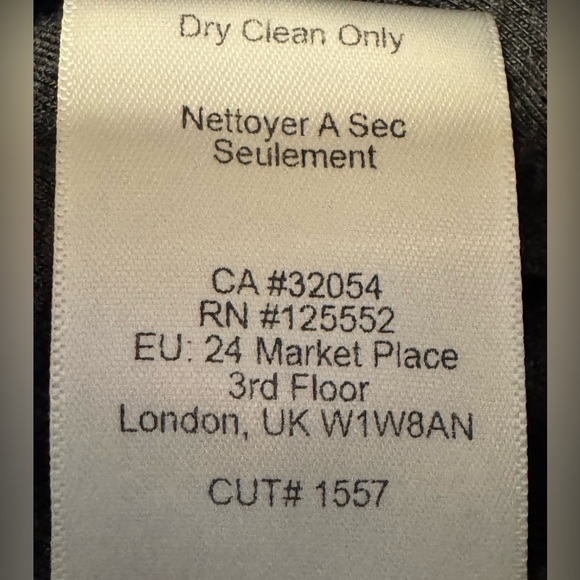 Dry Clean Only
Nettoyer A Sec
Seulement
CA #32054
RN #125552
EU: 24 Market Place
3rd Floor
London, UK W1W8AN
CUT# 1557